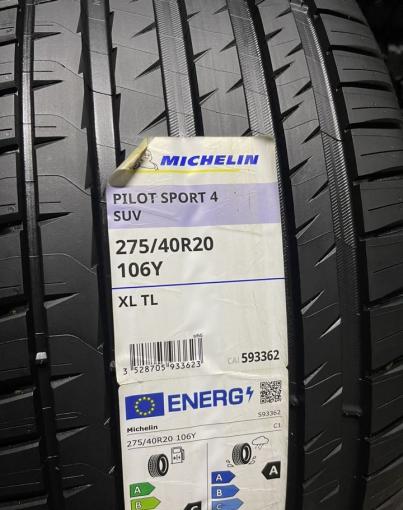 MICHELIN
PILOT SPORT 4
SUV
275/40R20
106Y
XL TL
CAI 593362
3 528705 933623
ENERG
593362
Michelin
275/40R20 106Y
C1
A
A
B
B
C